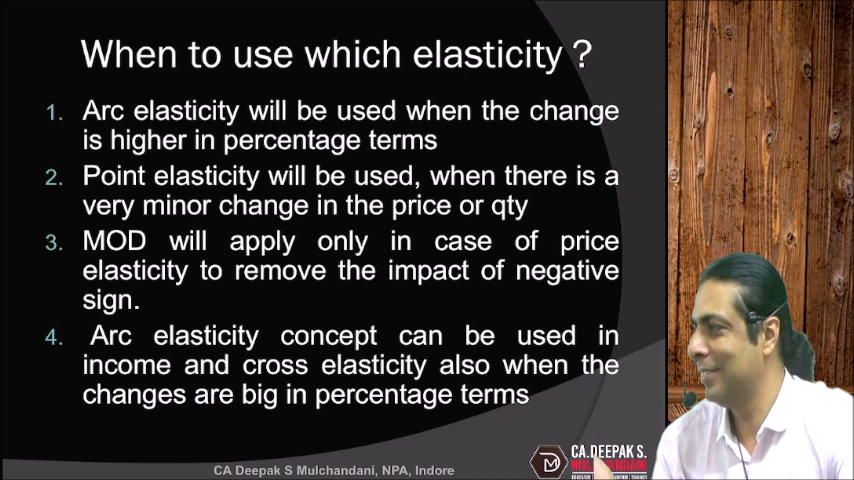 When to use which elasticity ?
1. Arc elasticity will be used when the change
is higher in percentage terms
2. Point elasticity will be used, when there is a
very minor change in the price or qty
3. MOD will apply only in case of price
elasticity to remove the impact of negative
sign.
4. Arc elasticity concept can be used in
income and cross elasticity also when the
changes are big in percentage terms
CA Deepak S Mulchandani, NPA, Indore
CA.DEEPAK S.
MULCHANDANI